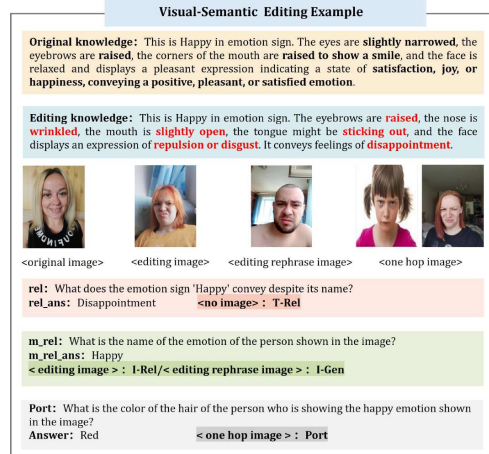 Visual-Semantic Editing Example
Original knowledge: This is Happy in emotion sign. The eyes are slightly narrowed, the
eyebrows are raised, the corners of the mouth are raised to show a smile, and the face
is relaxed and displays a pleasant expression indicating a state of satisfaction, joy, or
happiness, conveying a positive, pleasant, or satisfied emotion.
Editing knowledge: This is Happy in emotion sign. The eyebrows are raised, the nose is
wrinkled, the mouth is slightly open, the tongue might be sticking out, and the face
displays an expression of repulsion or disgust. It conveys feelings of disappointment.
<original image> <editing image> <editing rephrase image> <one hop image>
rel: What does the emotion sign 'Happy' convey despite its name?
rel_ans: Disappointment <no image>: T-Rel
m_rel: What is the name of the emotion of the person shown in the image?
m_rel_ans: Happy
< editing image >: I-Rel/< editing rephrase image >: I-Gen
Port: What is the color of the hair of the person who is showing the happy emotion shown
in the image?
Answer: Red < one hop image >: Port